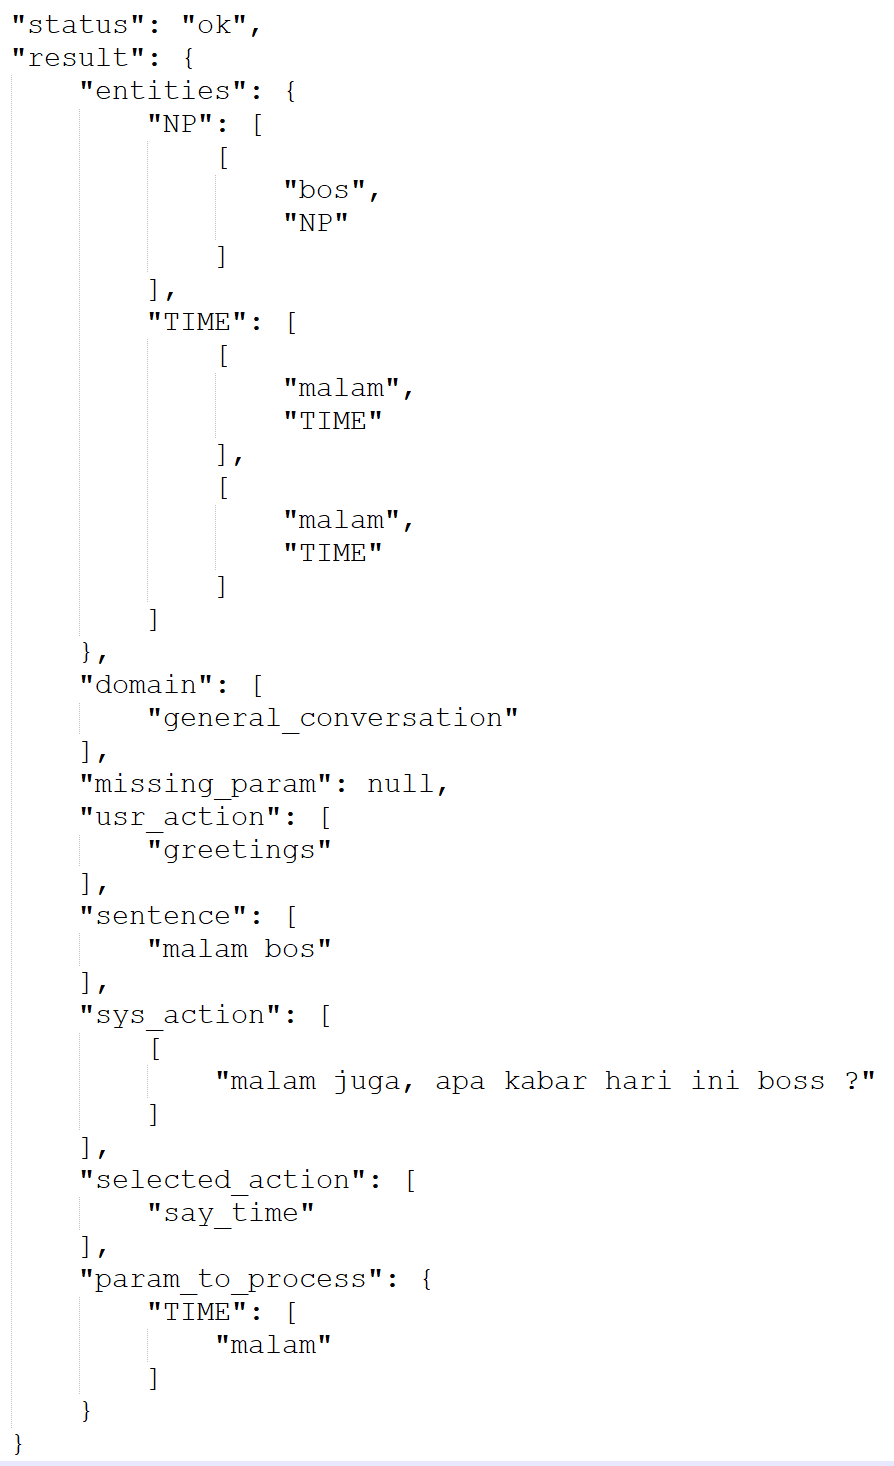 "status": "ok",
"result": {
    "entities": {
        "NP": [
            [
                "bos",
                "NP"
            ]
        ],
        "TIME": [
            [
                "malam",
                "TIME"
            ],
            [
                "malam",
                "TIME"
            ]
        ]
    },
    "domain": [
        "general_conversation"
    ],
    "missing_param": null,
    "usr_action": [
        "greetings"
    ],
    "sentence": [
        "malam bos"
    ],
    "sys_action": [
        [
            "malam juga, apa kabar hari ini boss ?"
        ]
    ],
    "selected_action": [
        "say_time"
    ],
    "param_to_process": {
        "TIME": [
            "malam"
        ]
    }
}